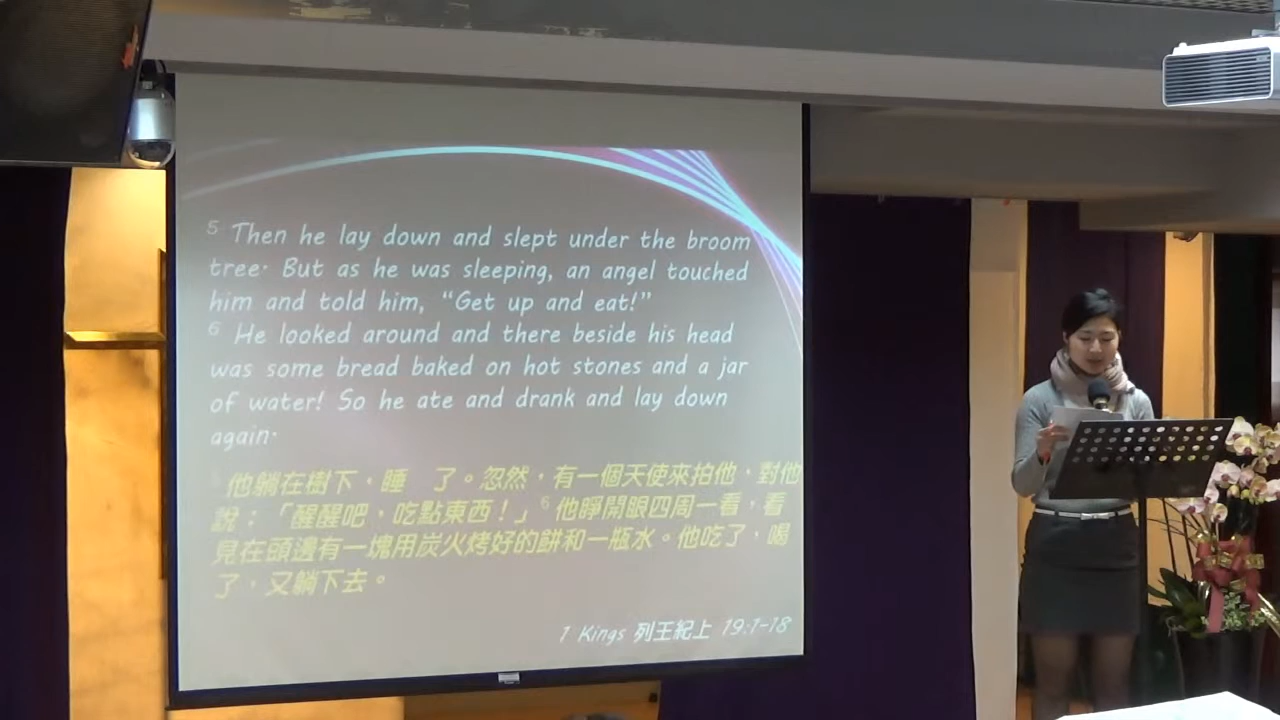 5 Then he lay down and slept under the broom
tree. But as he was sleeping, an angel touched
him and told him, “Get up and eat!”
6 He looked around and there beside his head
was some bread baked on hot stones and a jar
of water! So he ate and drank and lay down
again.
他躺在樹下，睡 了。忽然，有一個天使來拍他，對他
說：「醒醒吧，吃點東西！」6 他睜開眼四周一看，看
見在頭邊有一塊用炭火烤好的餅和一瓶水。他吃了，喝
了，又躺下去。
1 Kings 列王紀上 19:1-18